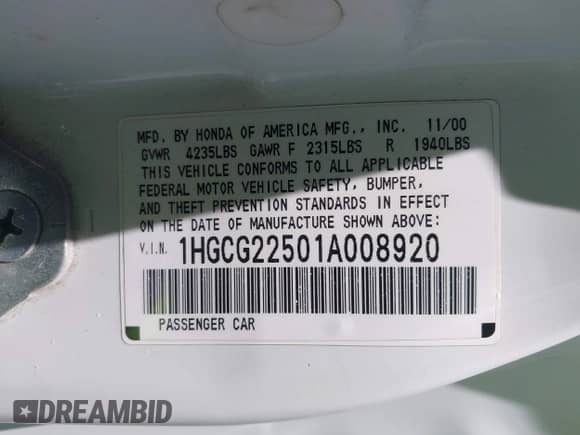 MFD. BY HONDA OF AMERICA MFG., INC. 11/00
GVWR 4235LBS GAWR F 2315LBS R 1940LBS
THIS VEHICLE CONFORMS TO ALL APPLICABLE
FEDERAL MOTOR VEHICLE SAFETY, BUMPER,
AND THEFT PREVENTION STANDARDS IN EFFECT
ON THE DATE OF MANUFACTURE SHOWN ABOVE:
V.I.N. 1HGCG22501A008920
PASSENGER CAR
DREAMBID